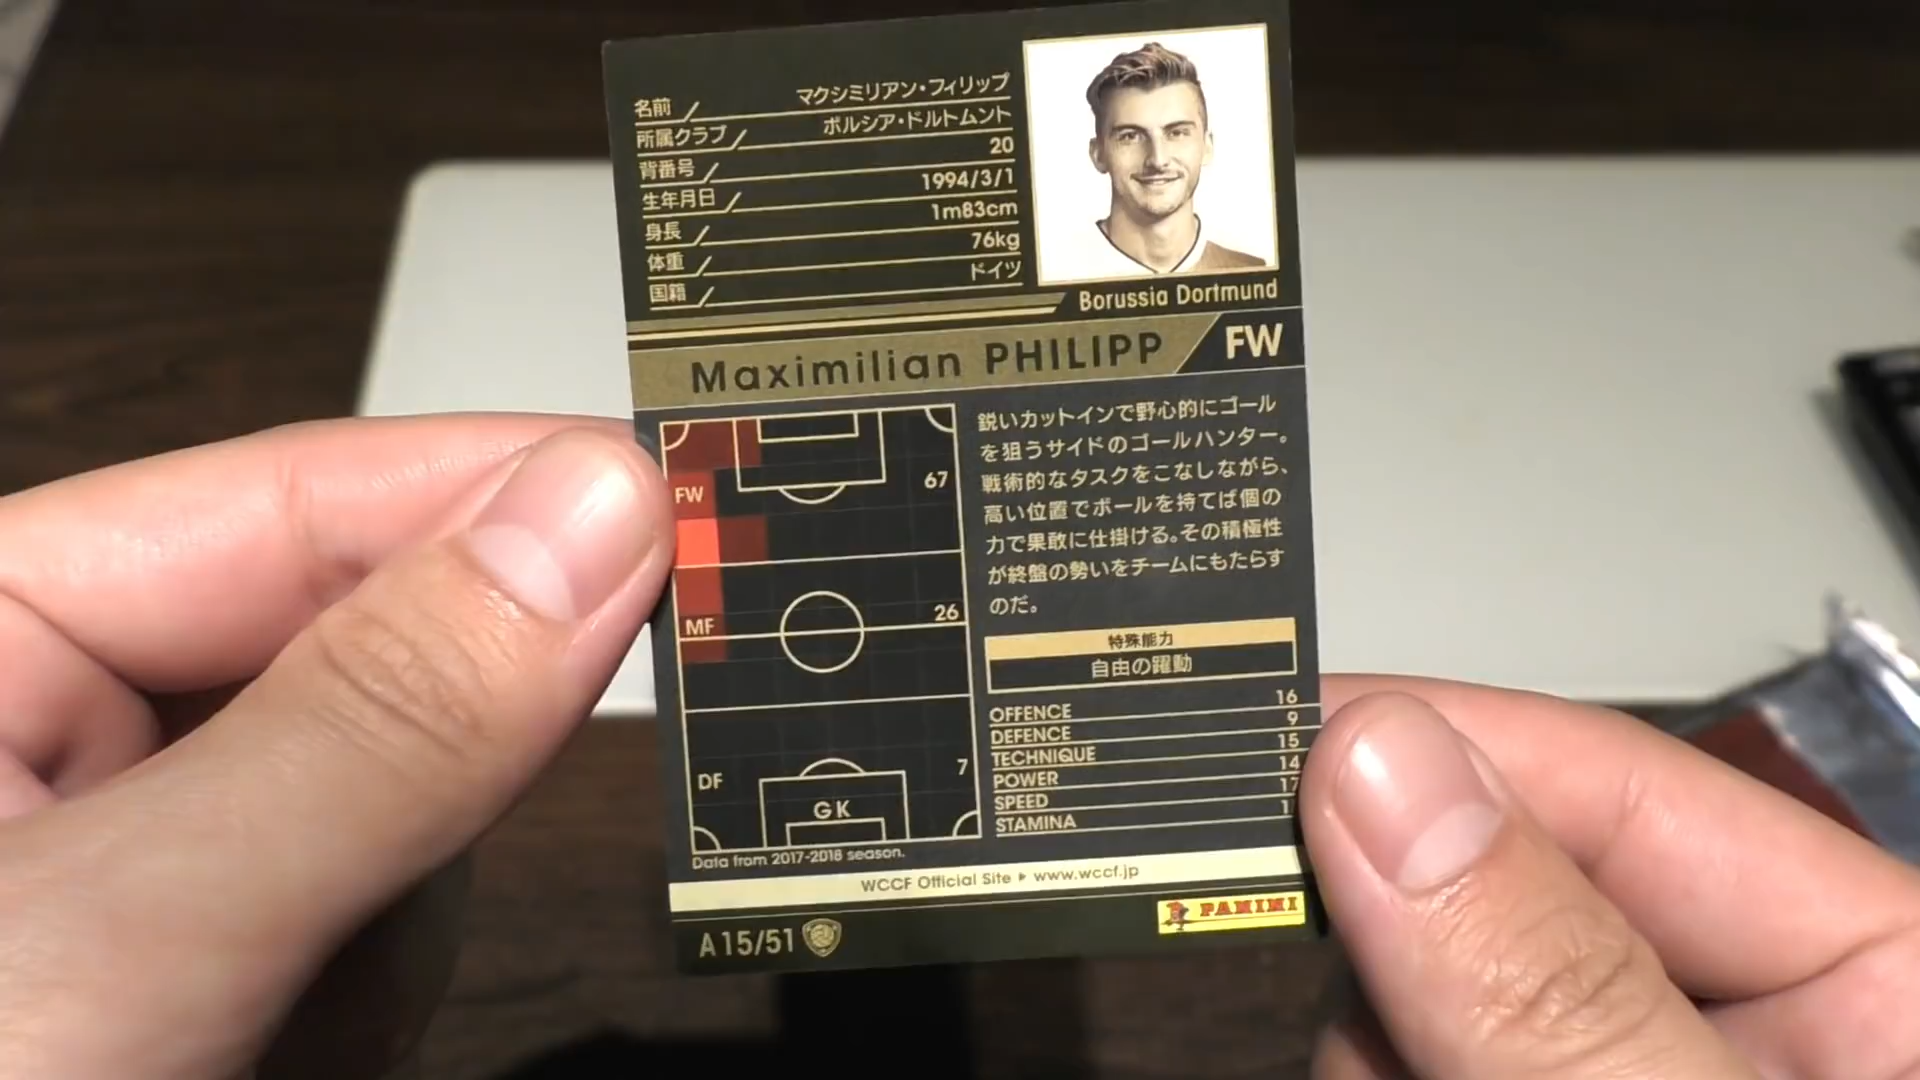 名前 マクシミリアン・フィリップ
所属クラブ ボルシア・ドルトムント
背番号 20
生年月日 1994/3/1
身長 1m83cm
体重 76kg
国籍 ドイツ
Borussia Dortmund
Maximilian PHILIPP FW
FW 67
MF 26
DF 7
GK
Data from 2017-2018 season.
鋭いカットインで野心的にゴール
を狙うサイドのゴールハンター。
戦術的なタスクをこなしながら、
高い位置でボールを持てば個の
力で果敢に仕掛ける。その積極性
が終盤の勢いをチームにもたらす
のだ。
特殊能力
自由の躍動
OFFENCE 16
DEFENCE 9
TECHNIQUE 15
POWER 14
SPEED 17
STAMINA
WCCF Official Site ▶ www.wccf.jp
A15/51
PANINI